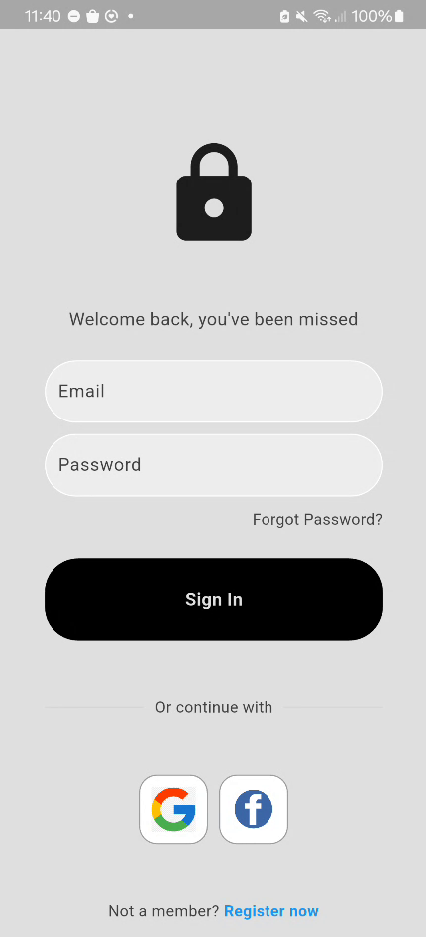 11:40 100%
Welcome back, you've been missed
Email
Password
Forgot Password?
Sign In
Or continue with
Not a member? Register now